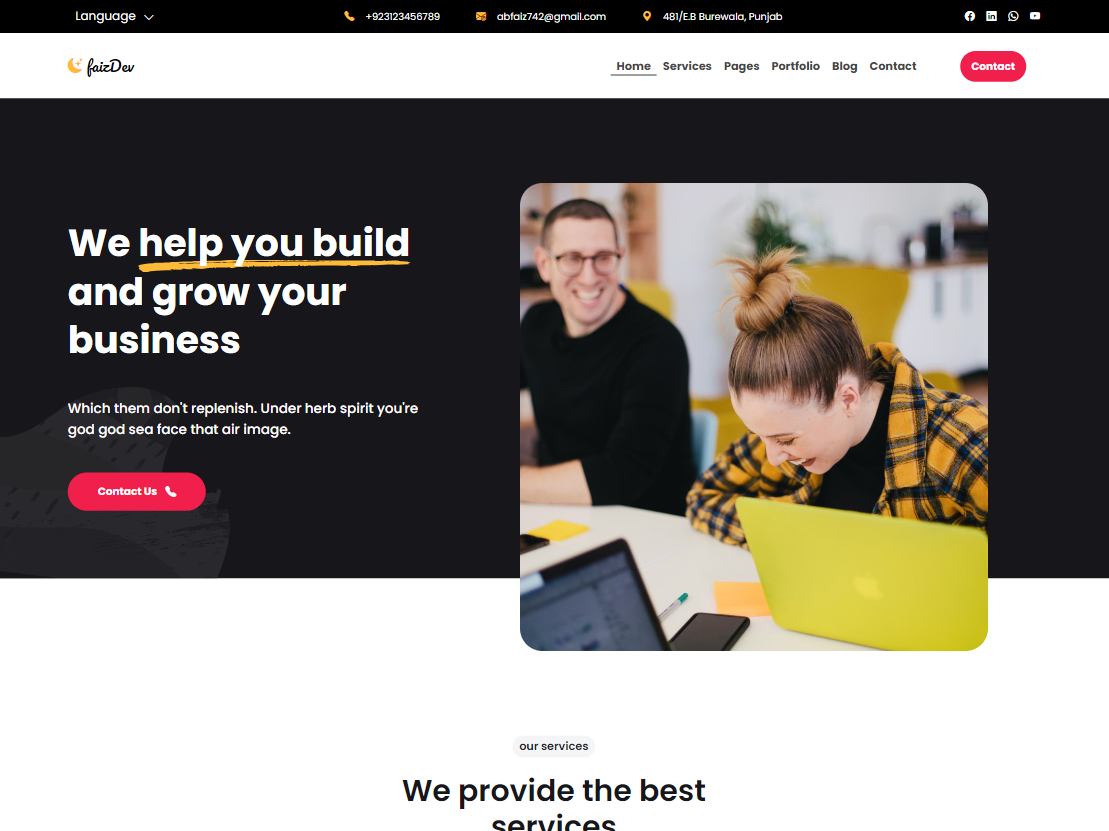 Language
+923123456789
abfaiz742@gmail.com
481/E.B Burewala, Punjab
faizDev
Home
Services
Pages
Portfolio
Blog
Contact
Contact
We help you build
and grow your
business
Which them don't replenish. Under herb spirit you're
god god sea face that air image.
Contact Us
our services
We provide the best
services